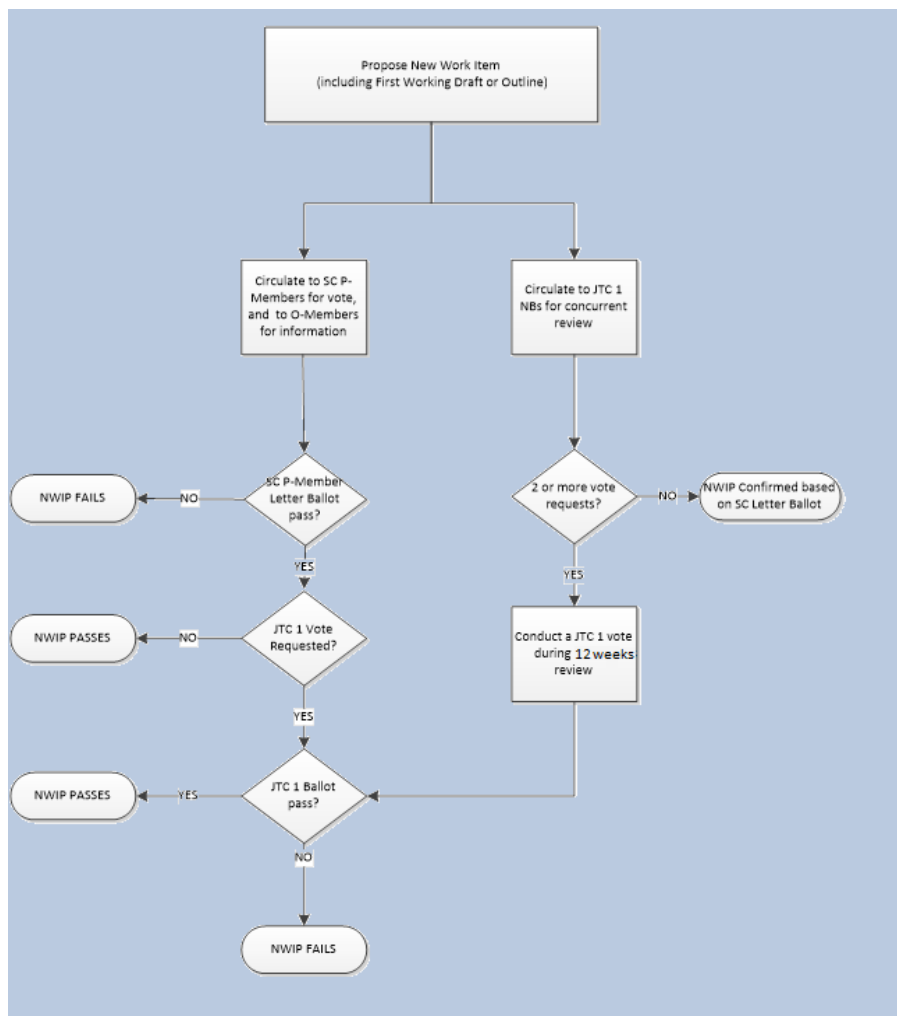 Propose New Work Item
(including First Working Draft or Outline)
Circulate to SC P-
Members for vote,
and to O-Members
for information
Circulate to JTC 1
NBs for concurrent
review
SC P-Member
Letter Ballot
pass?
NO
NWIP FAILS
2 or more vote
requests?
NO
NWIP Confirmed based
on SC Letter Ballot
YES
YES
JTC 1 Vote
Requested?
NO
NWIP PASSES
Conduct a JTC 1 vote
during 12 weeks
review
YES
JTC 1 Ballot
pass?
YES
NWIP PASSES
NO
NWIP FAILS